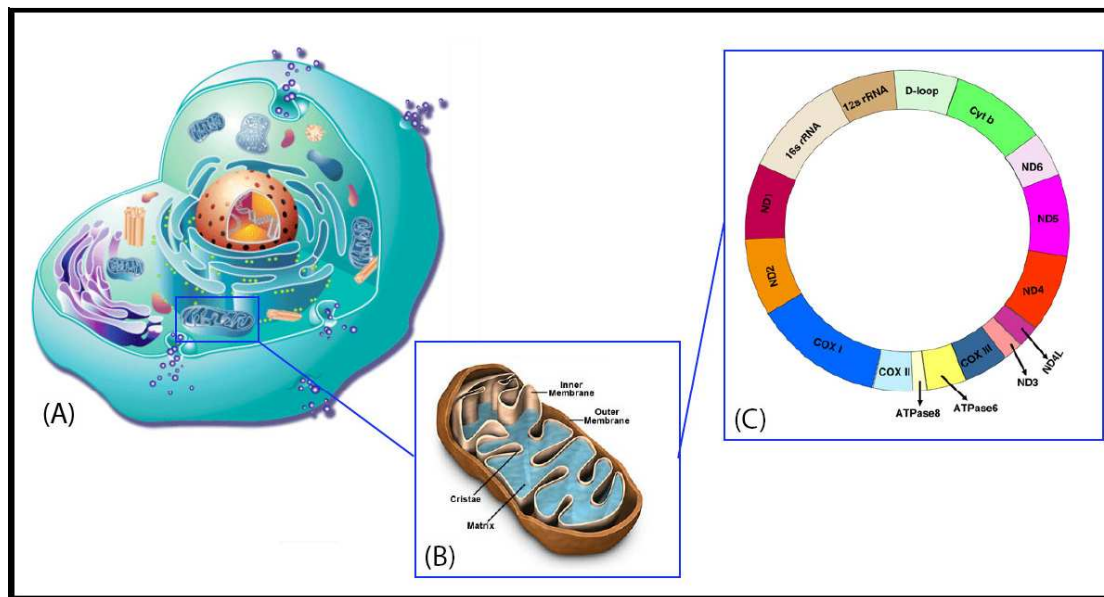 (A)
Inner
Membrane
Outer
Membrane
Cristae
Matrix
(B)
D-loop
Cyt b
ND6
ND5
ND4
ND4L
ND3
COX III
ATPase6
ATPase8
COX II
COX I
ND2
ND1
16s rRNA
12s rRNA
(C)